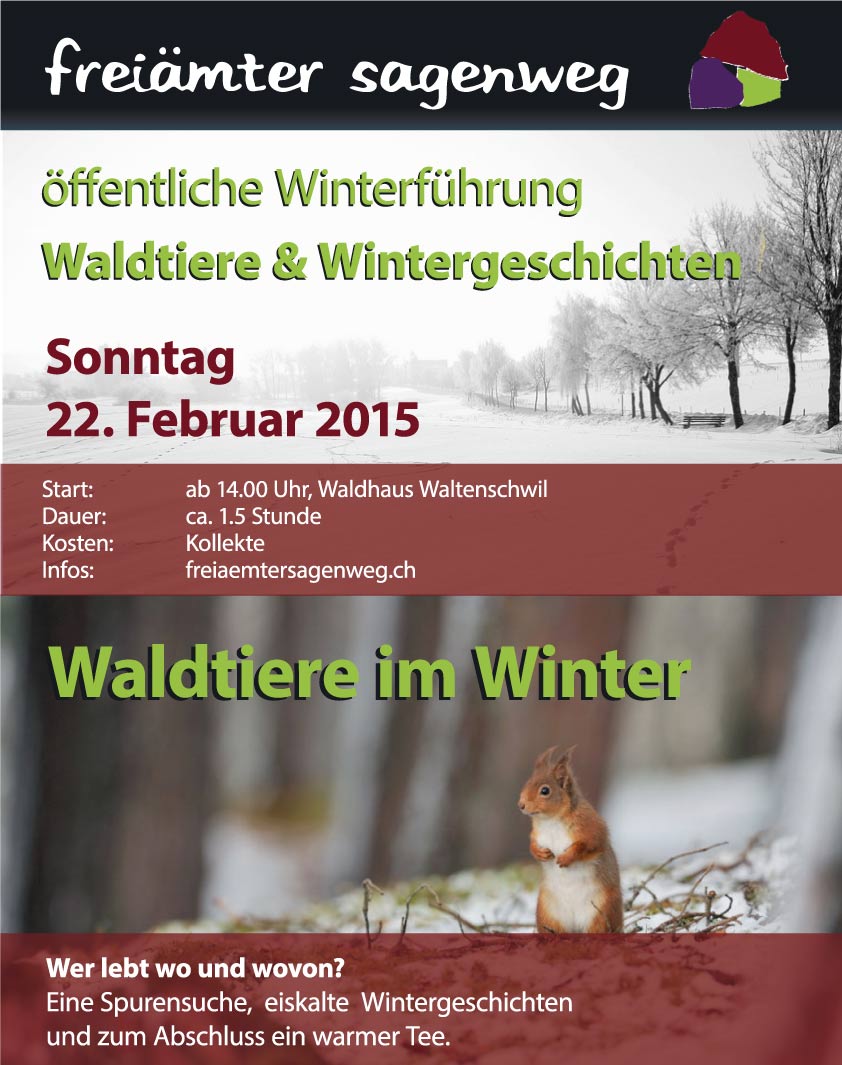 freiämter sagenweg
öffentliche Winterführung
Waldtiere & Wintergeschichten
Sonntag
22. Februar 2015
Start: ab 14.00 Uhr, Waldhaus Waltenschwil
Dauer: ca. 1.5 Stunde
Kosten: Kollekte
Infos: freiaemtersagenweg.ch
Waldtiere im Winter
Wer lebt wo und wovon?
Eine Spurensuche, eiskalte Wintergeschichten
und zum Abschluss ein warmer Tee.